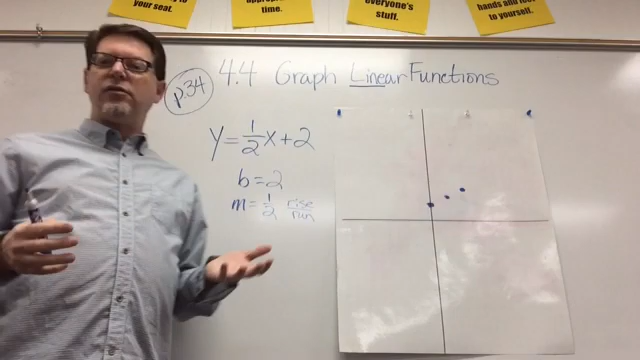 your seat.
time.
everyone's
stuff.
hands and feet
to yourself.
p.34
4.4 Graph Linear Functions
y=1/2x+2
b=2
m=1/2 rise/run